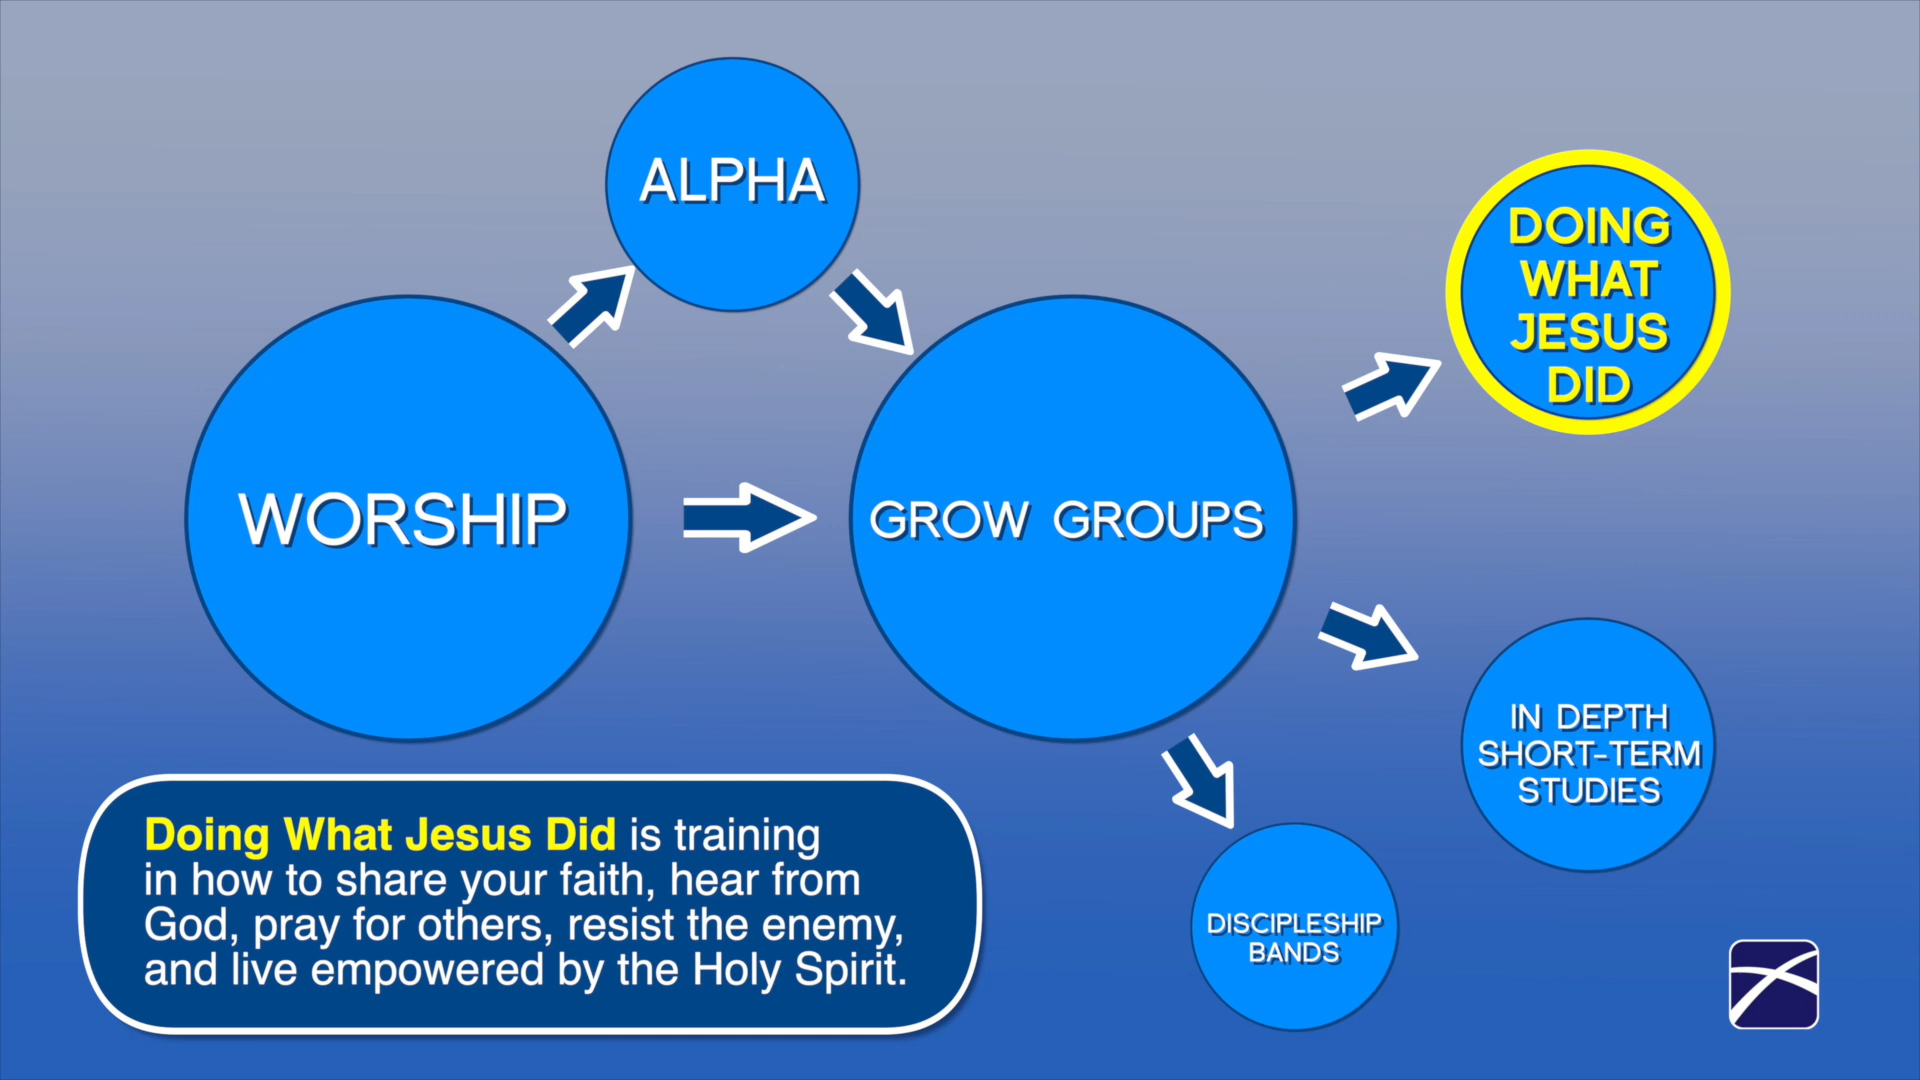 ALPHA
DOING
WHAT
JESUS
DID
WORSHIP
GROW GROUPS
IN DEPTH
SHORT-TERM
STUDIES
DISCIPLESHIP
BANDS
Doing What Jesus Did is training
in how to share your faith, hear from
God, pray for others, resist the enemy,
and live empowered by the Holy Spirit.